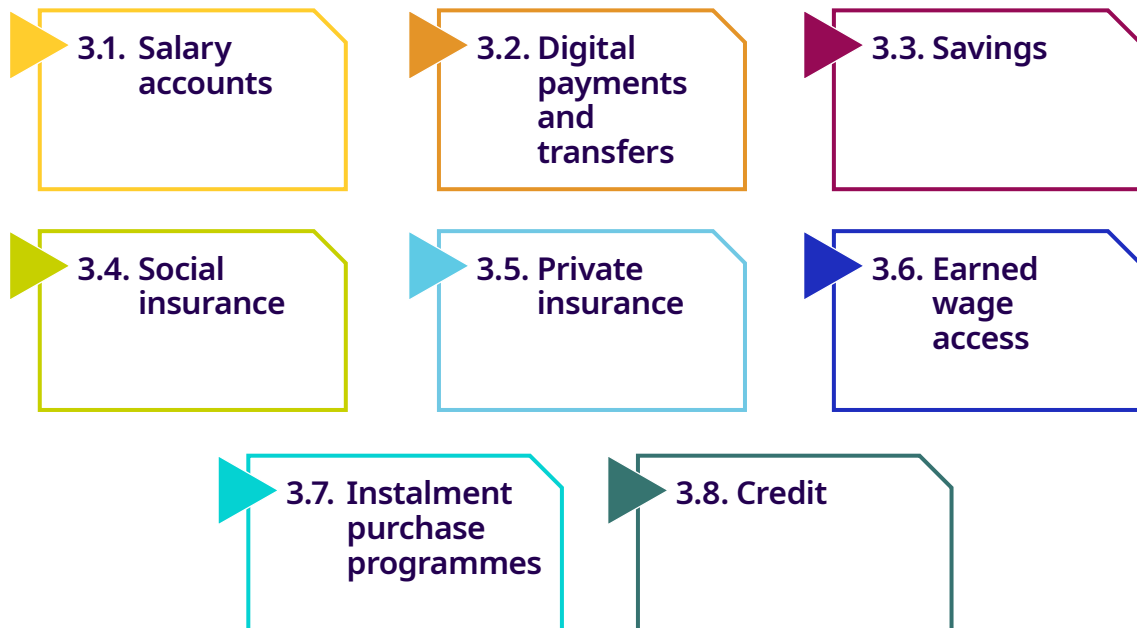 3.1. Salary
accounts
3.2. Digital
payments
and
transfers
3.3. Savings
3.4. Social
insurance
3.5. Private
insurance
3.6. Earned
wage
access
3.7. Instalment
purchase
programmes
3.8. Credit